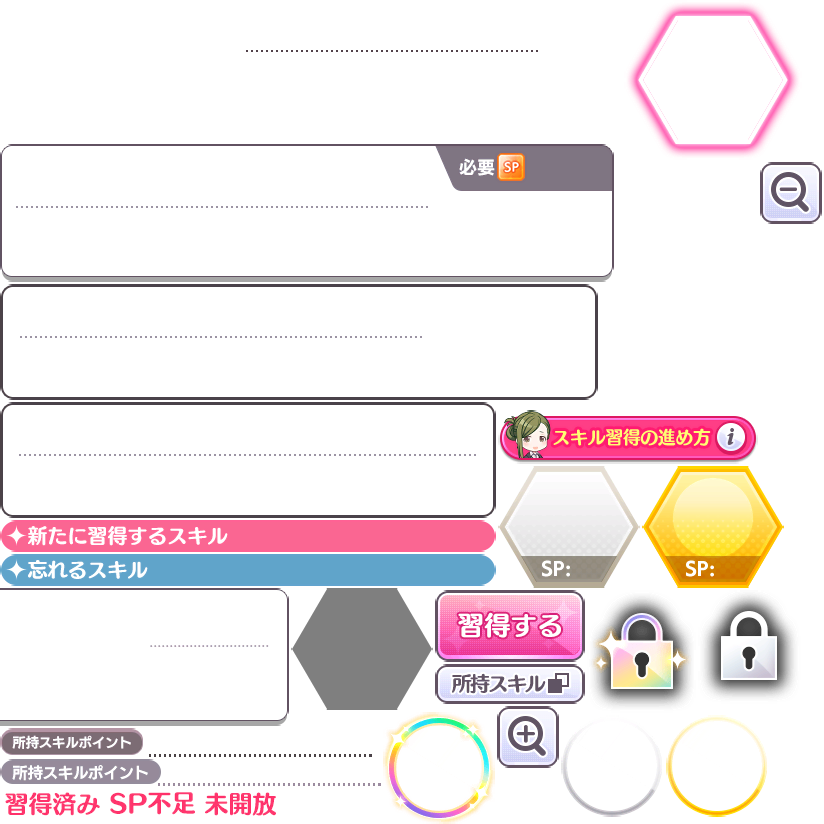 必要 SP
スキル習得の進め方 i
新たに習得するスキル
SP: SP:
忘れるスキル
習得する
所持スキル
所持スキルポイント
所持スキルポイント
習得済み SP不足 未開放